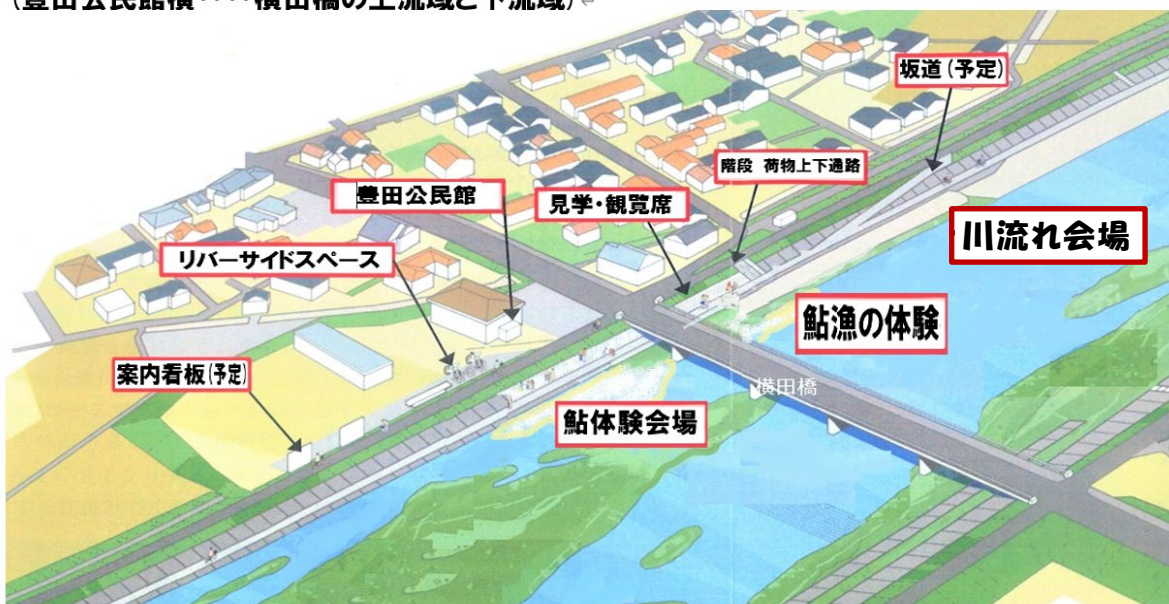 (豊田公民館横・・・・横田橋の上流域と下流域)
坂道(予定)
階段 荷物上下通路
豊田公民館
見学・観覧席
川流れ会場
リバーサイドスペース
鮎漁の体験
案内看板(予定)
横田橋
鮎体験会場